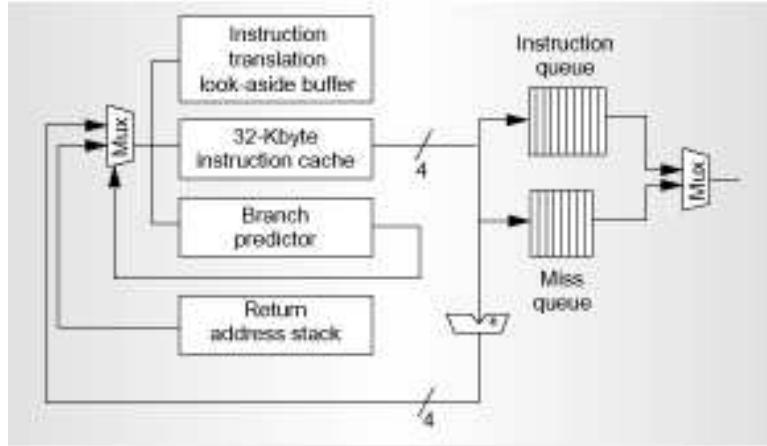 Instruction
translation
look-aside buffer
Instruction
queue
Mux
32-Kbyte
instruction cache
4
Mux
Branch
predictor
Miss
queue
Return
address stack
4